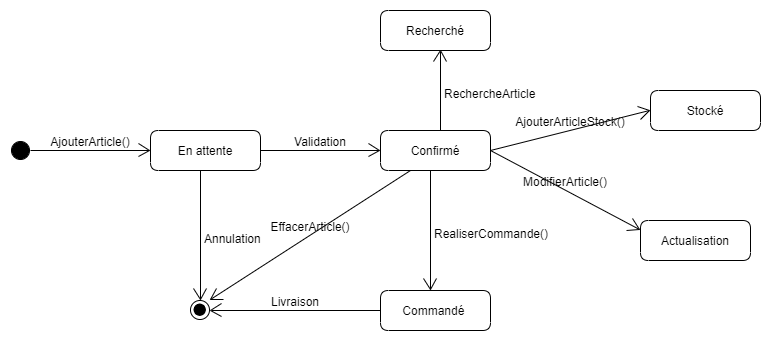 Recherché
RechercheArticle
Stocké
AjouterArticleStock()
AjouterArticle()
En attente
Validation
Confirmé
ModifierArticle()
EffacerArticle()
Annulation
RealiserCommande()
Actualisation
Livraison
Commandé